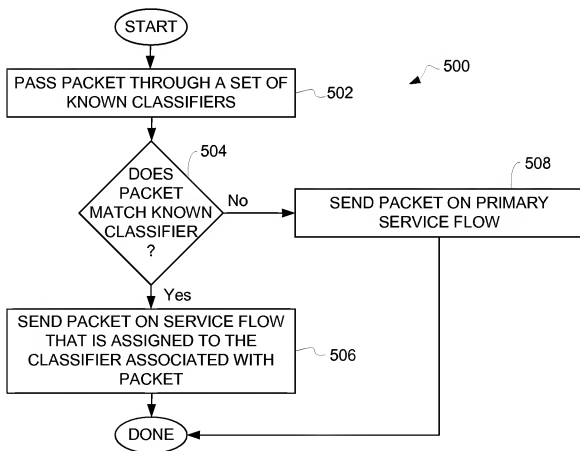 START
PASS PACKET THROUGH A SET OF
KNOWN CLASSIFIERS
502
500
504
DOES
PACKET
MATCH KNOWN
CLASSIFIER
?
No
508
SEND PACKET ON PRIMARY
SERVICE FLOW
Yes
SEND PACKET ON SERVICE FLOW
THAT IS ASSIGNED TO THE
CLASSIFIER ASSOCIATED WITH
PACKET
506
DONE